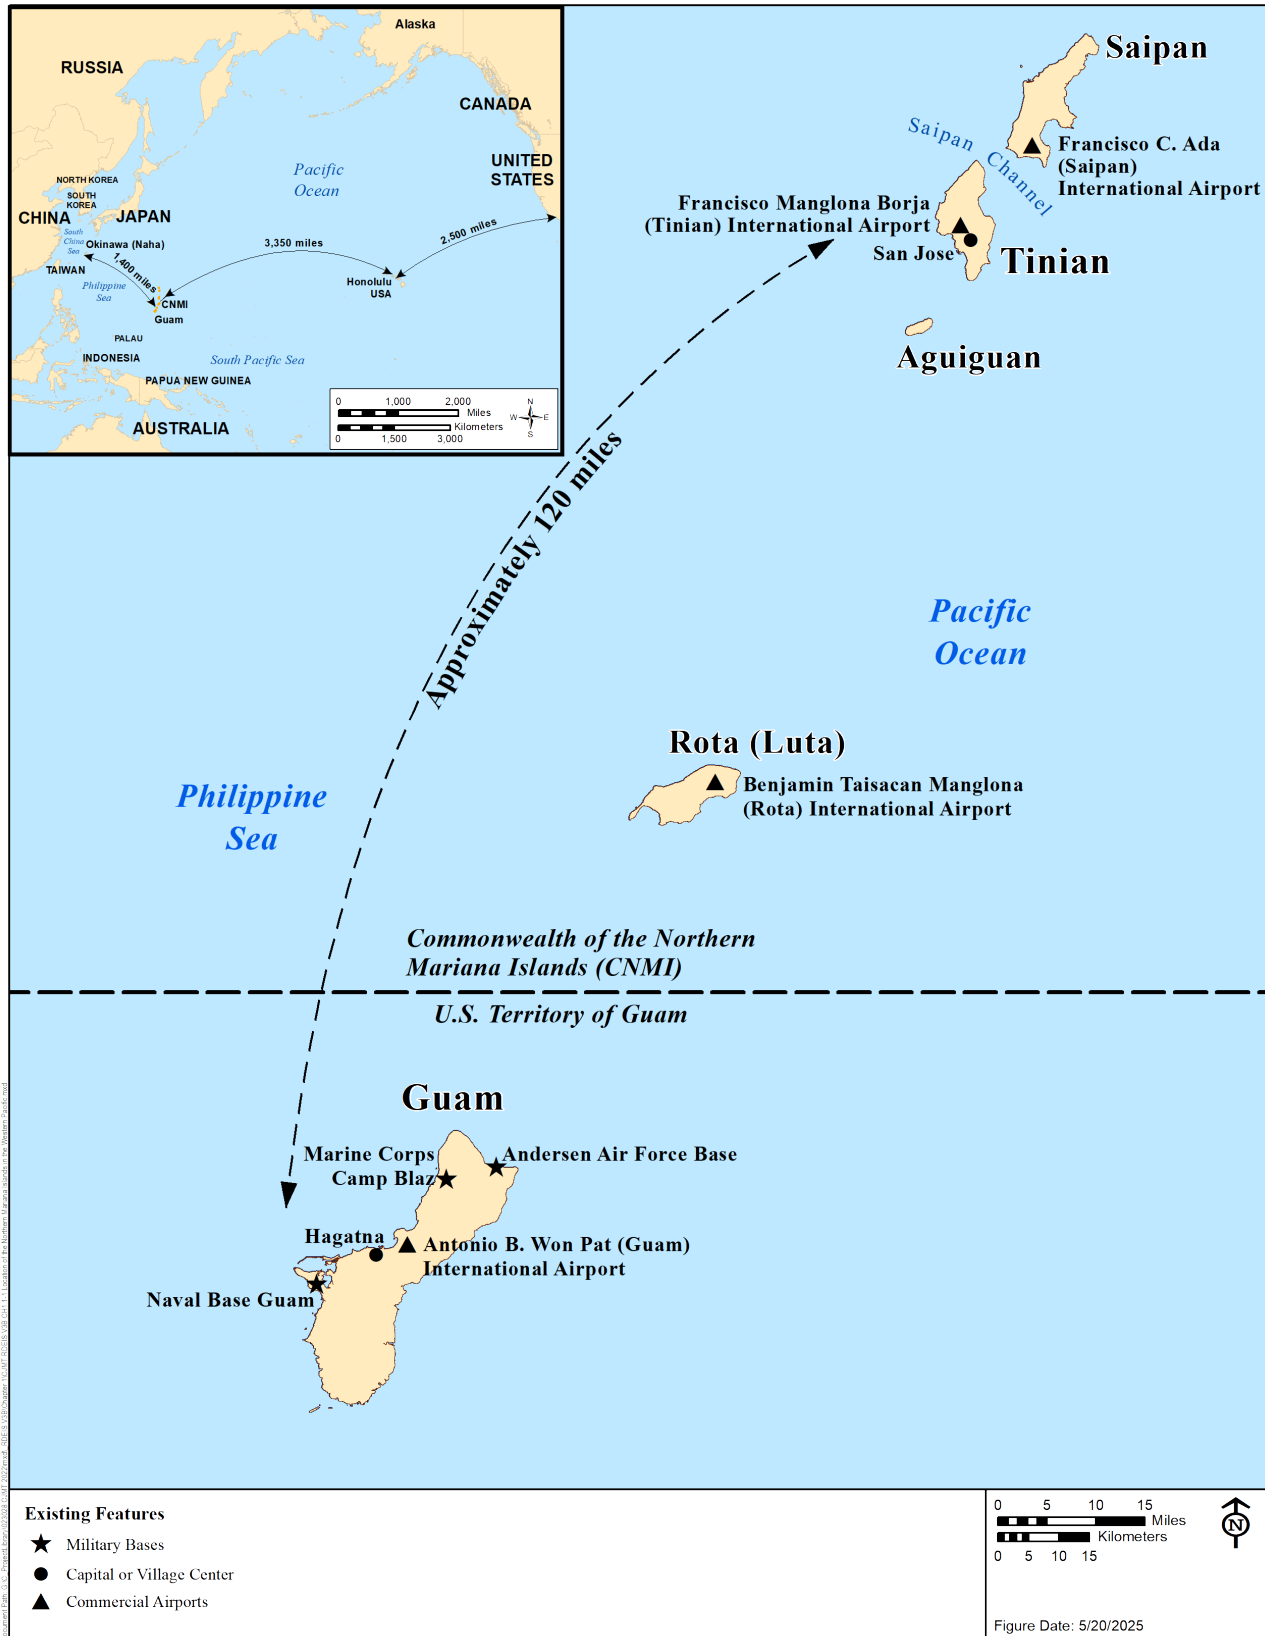 Alaska
RUSSIA
CANADA
Pacific
Ocean
UNITED
STATES
NORTH KOREA
SOUTH
KOREA
CHINA
JAPAN
South
China
Sea
Okinawa (Naha)
TAIWAN
1,400 miles
3,350 miles
2,500 miles
Philippine
Sea
Honolulu
USA
CNMI
Guam
PALAU
INDONESIA
South Pacific Sea
PAPUA NEW GUINEA
AUSTRALIA
0 1,000 2,000
Miles
Kilometers
0 1,500 3,000
N
W E
S
Saipan
Saipan Channel
Francisco C. Ada
(Saipan)
International Airport
Francisco Manglona Borja
(Tinian) International Airport
San Jose
Tinian
Aguiguan
Approximately 120 miles
Pacific
Ocean
Rota (Luta)
Benjamin Taisacan Manglona
(Rota) International Airport
Philippine
Sea
Commonwealth of the Northern
Mariana Islands (CNMI)
U.S. Territory of Guam
Guam
Marine Corps
Camp Blaz
Andersen Air Force Base
Hagatna
Antonio B. Won Pat (Guam)
International Airport
Naval Base Guam
Existing Features
Military Bases
Capital or Village Center
Commercial Airports
0 5 10 15
Miles
Kilometers
0 5 10 15
N
Figure Date: 5/20/2025